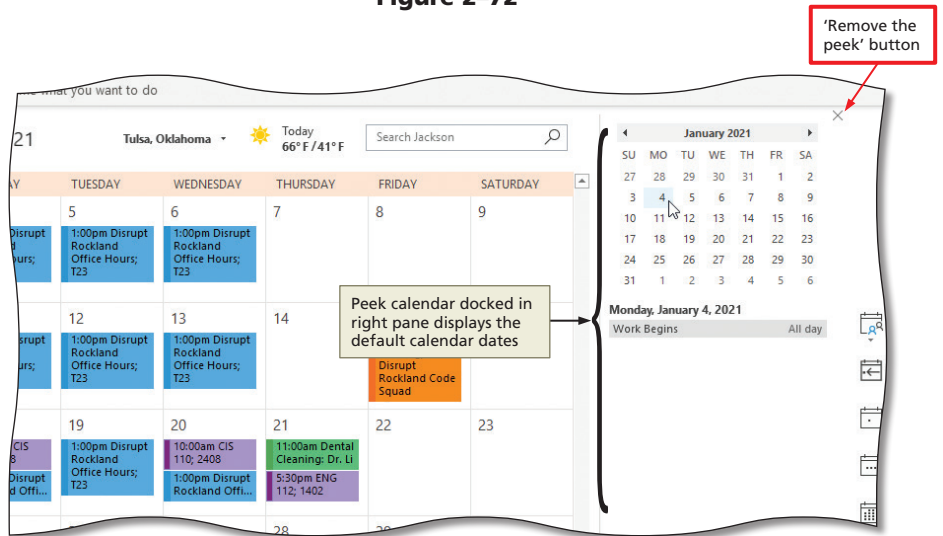 Figure 2–72
'Remove the
peek' button
what you want to do
21
Tulsa, Oklahoma
Today
66° F / 41° F
Search Jackson
January 2021
SU MO TU WE TH FR SA
27 28 29 30 31 1 2
3 4 5 6 7 8 9
10 11 12 13 14 15 16
17 18 19 20 21 22 23
24 25 26 27 28 29 30
31 1 2 3 4 5 6
Monday, January 4, 2021
Work Begins All day
TUESDAY WEDNESDAY THURSDAY FRIDAY SATURDAY
5 6 7 8 9
Disrupt
1:00pm Disrupt
Rockland
Office Hours;
T23
1:00pm Disrupt
Rockland
Office Hours;
T23
Peek calendar docked in
right pane displays the
default calendar dates
12 13 14
1:00pm Disrupt
Rockland
Office Hours;
T23
1:00pm Disrupt
Rockland
Office Hours;
T23
Disrupt
Rockland Code
Squad
19 20 21 22 23
CIS
8
Disrupt
d Offi...
1:00pm Disrupt
Rockland
Office Hours;
T23
10:00am CIS
110; 2408
1:00pm Disrupt
Rockland Offi...
11:00am Dental
Cleaning: Dr. Li
5:30pm ENG
112; 1402
28